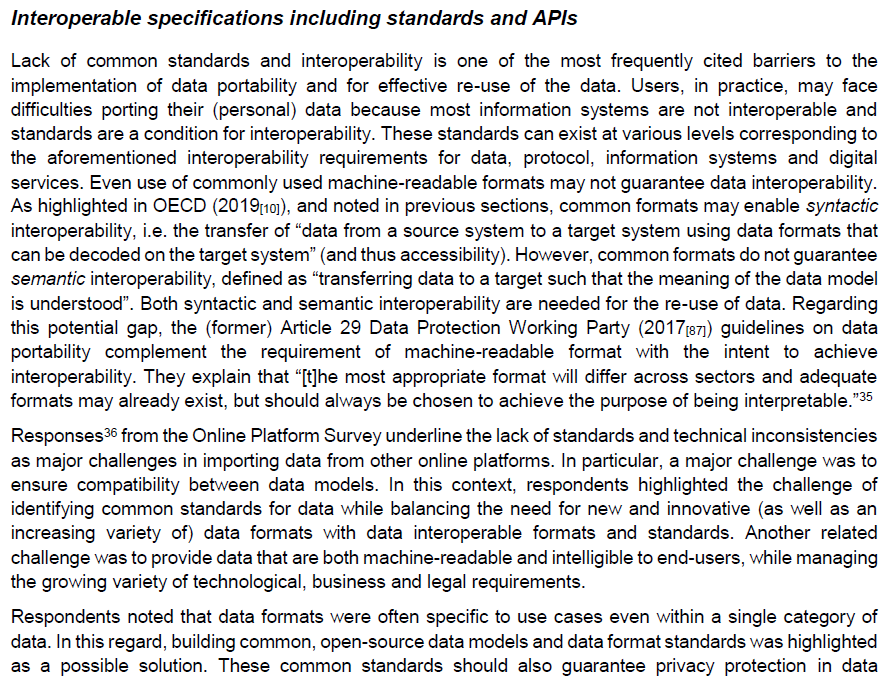 Interoperable specifications including standards and APIs
Lack of common standards and interoperability is one of the most frequently cited barriers to the
implementation of data portability and for effective re-use of the data. Users, in practice, may face
difficulties porting their (personal) data because most information systems are not interoperable and
standards are a condition for interoperability. These standards can exist at various levels corresponding to
the aforementioned interoperability requirements for data, protocol, information systems and digital
services. Even use of commonly used machine-readable formats may not guarantee data interoperability.
As highlighted in OECD (2019[10]), and noted in previous sections, common formats may enable syntactic
interoperability, i.e. the transfer of “data from a source system to a target system using data formats that
can be decoded on the target system” (and thus accessibility). However, common formats do not guarantee
semantic interoperability, defined as “transferring data to a target such that the meaning of the data model
is understood”. Both syntactic and semantic interoperability are needed for the re-use of data. Regarding
this potential gap, the (former) Article 29 Data Protection Working Party (2017[87]) guidelines on data
portability complement the requirement of machine-readable format with the intent to achieve
interoperability. They explain that “[t]he most appropriate format will differ across sectors and adequate
formats may already exist, but should always be chosen to achieve the purpose of being interpretable.”35
Responses36 from the Online Platform Survey underline the lack of standards and technical inconsistencies
as major challenges in importing data from other online platforms. In particular, a major challenge was to
ensure compatibility between data models. In this context, respondents highlighted the challenge of
identifying common standards for data while balancing the need for new and innovative (as well as an
increasing variety of) data formats with data interoperable formats and standards. Another related
challenge was to provide data that are both machine-readable and intelligible to end-users, while managing
the growing variety of technological, business and legal requirements.
Respondents noted that data formats were often specific to use cases even within a single category of
data. In this regard, building common, open-source data models and data format standards was highlighted
as a possible solution. These common standards should also guarantee privacy protection in data